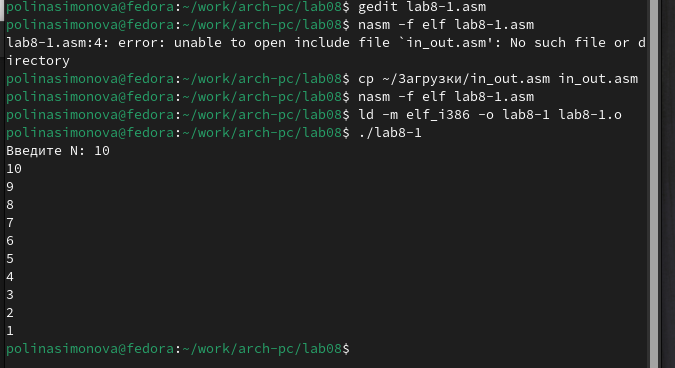 polinasimonova@fedora:~/work/arch-pc/lab08$ gedit lab8-1.asm
polinasimonova@fedora:~/work/arch-pc/lab08$ nasm -f elf lab8-1.asm
lab8-1.asm:4: error: unable to open include file `in_out.asm': No such file or d
irectory
polinasimonova@fedora:~/work/arch-pc/lab08$ cp ~/Загрузки/in_out.asm in_out.asm
polinasimonova@fedora:~/work/arch-pc/lab08$ nasm -f elf lab8-1.asm
polinasimonova@fedora:~/work/arch-pc/lab08$ ld -m elf_i386 -o lab8-1 lab8-1.o
polinasimonova@fedora:~/work/arch-pc/lab08$ ./lab8-1
Введите N: 10
10
9
8
7
6
5
4
3
2
1
polinasimonova@fedora:~/work/arch-pc/lab08$